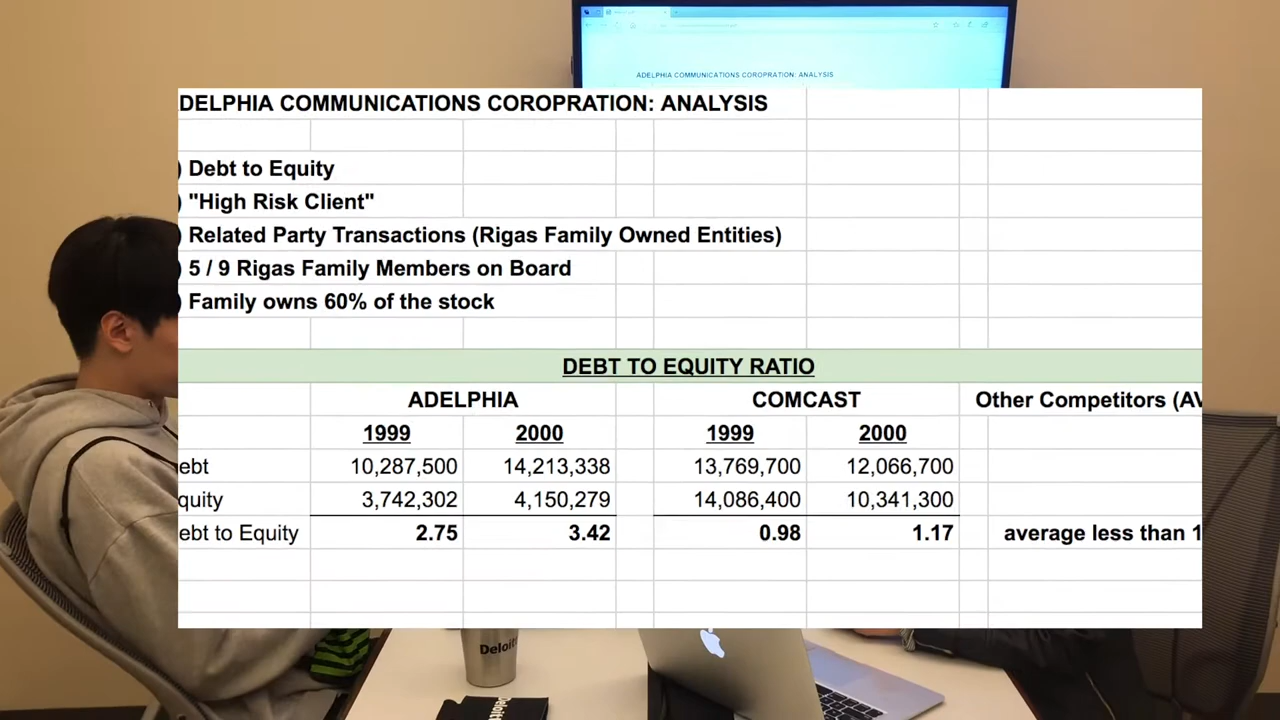 ADELPHIA COMMUNICATIONS COROPRATION: ANALYSIS
DELPHIA COMMUNICATIONS COROPRATION: ANALYSIS
) Debt to Equity
) "High Risk Client"
) Related Party Transactions (Rigas Family Owned Entities)
) 5 / 9 Rigas Family Members on Board
) Family owns 60% of the stock
DEBT TO EQUITY RATIO
ADELPHIA COMCAST Other Competitors (AV
1999 2000 1999 2000
ebt 10,287,500 14,213,338 13,769,700 12,066,700
quity 3,742,302 4,150,279 14,086,400 10,341,300
ebt to Equity 2.75 3.42 0.98 1.17 average less than 1
Deloit
Deloit